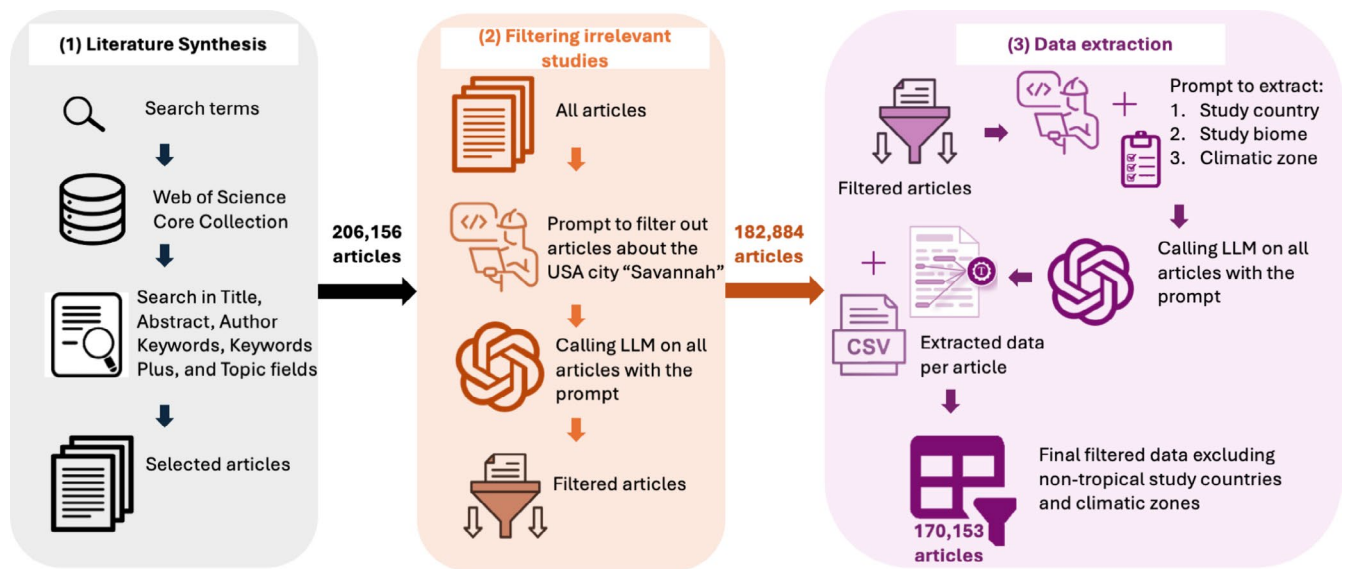 (1) Literature Synthesis
Search terms
Web of Science
Core Collection
Search in Title,
Abstract, Author
Keywords, Keywords
Plus, and Topic fields
Selected articles
206,156
articles
(2) Filtering irrelevant
studies
All articles
</>
Prompt to filter out
articles about the
USA city “Savannah”
Calling LLM on all
articles with the
prompt
Filtered articles
182,884
articles
(3) Data extraction
Filtered articles
</>
Prompt to extract:
1. Study country
2. Study biome
3. Climatic zone
Calling LLM on all
articles with the
prompt
T
CSV
Extracted data
per article
Final filtered data excluding
non-tropical study countries
and climatic zones
170,153
articles